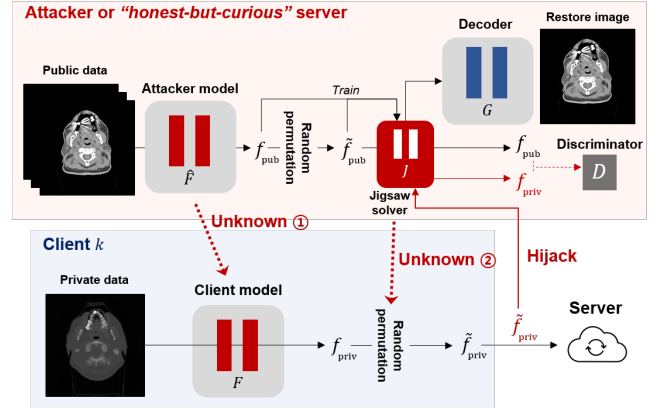 Attacker or "honest-but-curious" server
Decoder
Restore image
Public data
Attacker model
Train
G
F̂
f_pub
Random
permutation
f̃_pub
J
Jigsaw
solver
f_pub
f_priv
Discriminator
D
Unknown ①
Unknown ②
Hijack
Client k
Private data
Client model
F
f_priv
Random
permutation
f̃_priv
f̃_priv
Server